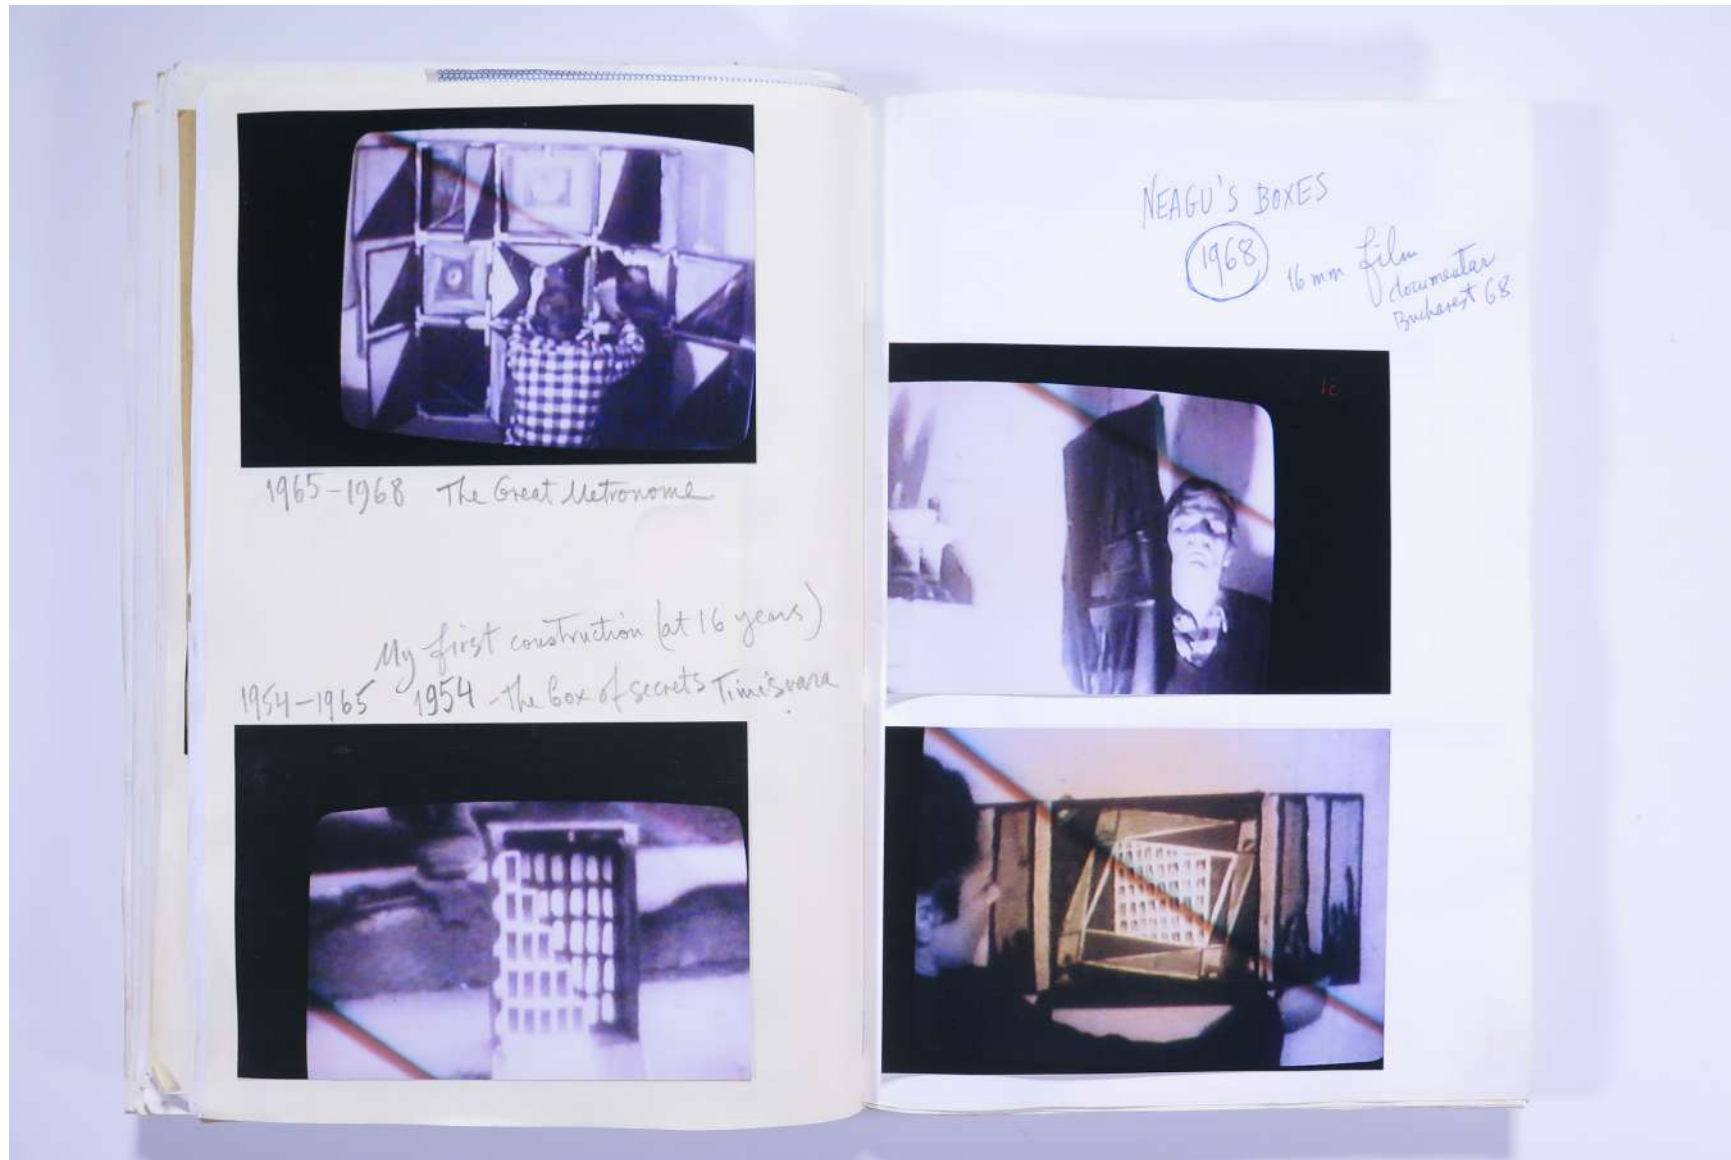 1965-1968 The Great Metronome
My first construction (at 16 years)
1954-1965 1954 - the box of secrets Timisoara
NEAGU'S BOXES
1968
16 mm film
documentar
Bucharest 68